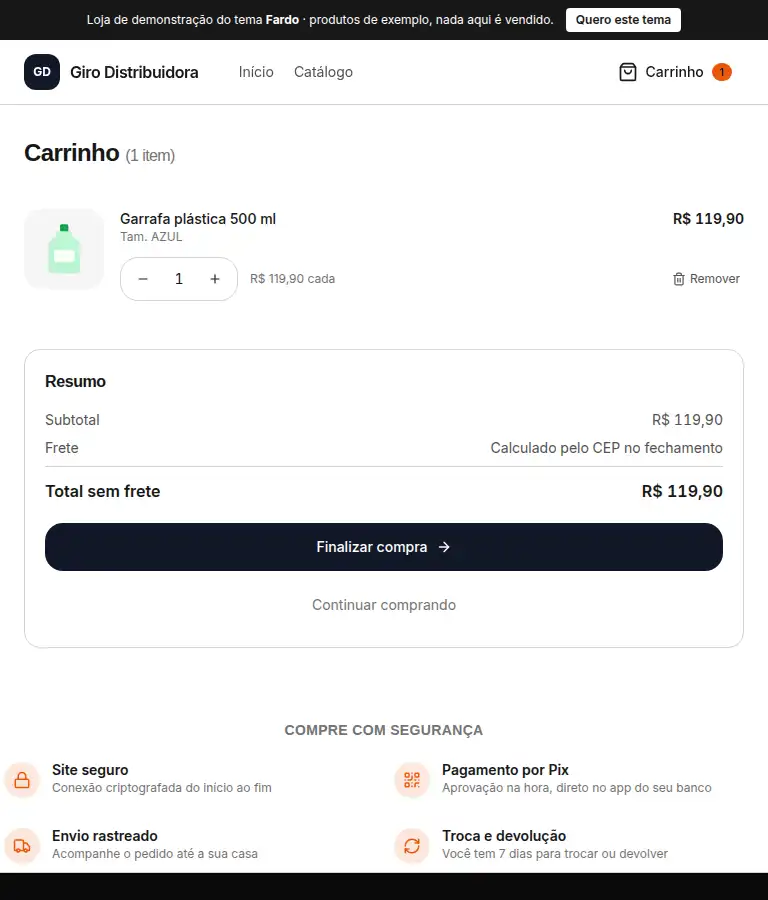 Loja de demonstração do tema Fardo · produtos de exemplo, nada aqui é vendido. Quero este tema
GD Giro Distribuidora Início Catálogo Carrinho 1
Carrinho (1 item)
Garrafa plástica 500 ml R$ 119,90
Tam. AZUL
− 1 + R$ 119,90 cada Remover
Resumo
Subtotal R$ 119,90
Frete Calculado pelo CEP no fechamento
Total sem frete R$ 119,90
Finalizar compra →
Continuar comprando
COMPRE COM SEGURANÇA
Site seguro
Conexão criptografada do início ao fim
Pagamento por Pix
Aprovação na hora, direto no app do seu banco
Envio rastreado
Acompanhe o pedido até a sua casa
Troca e devolução
Você tem 7 dias para trocar ou devolver